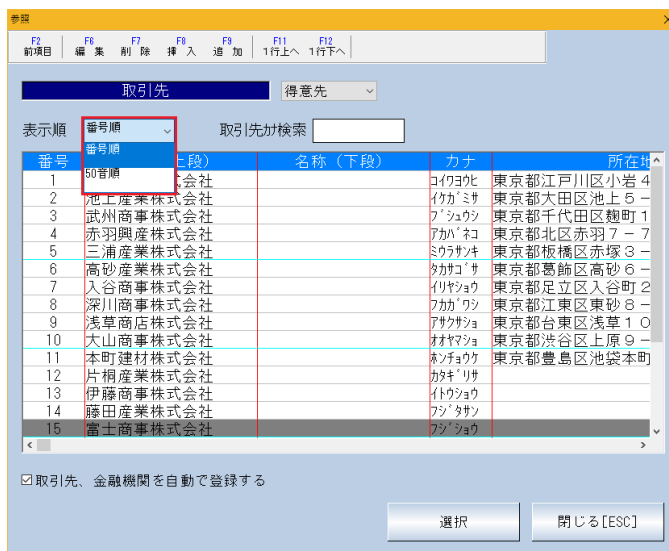 参照
F2 F6 F7 F8 F9 F11 F12
前項目 編 集 削 除 挿 入 追 加 1行上へ 1行下へ
取引先 得意先
表示順 番号順 取引先ｶﾅ検索
番号順
50音順
番号 上段) 名称（下段） カナ 所在地
1 式会社 ｺｲﾜﾖｳﾋ 東京都江戸川区小岩4
2 池上産業株式会社 ｲｹｶﾞﾐｻ 東京都大田区池上5－
3 武州商事株式会社 ﾌﾞｼｭｳｼ 東京都千代田区麹町1
4 赤羽興産株式会社 ｱｶﾊﾞﾈｺ 東京都北区赤羽7－7
5 三浦産業株式会社 ﾐｳﾗｻﾝｷ 東京都板橋区赤塚3－
6 高砂産業株式会社 ﾀｶｻｺﾞｻ 東京都葛飾区高砂6－
7 入谷商事株式会社 ｲﾘﾔｼｮｳ 東京都足立区入谷町2
8 深川商事株式会社 ﾌｶｶﾞﾜｼ 東京都江東区東砂8－
9 浅草商店株式会社 ｱｻｸｻｼｮ 東京都台東区浅草10
10 大山商事株式会社 ｵｵﾔﾏｼｮ 東京都渋谷区上原9－
11 本町建材株式会社 ﾎﾝﾁｮｳｹ 東京都豊島区池袋本町
12 片桐産業株式会社 ｶﾀｷﾞﾘｻ
13 伊藤商事株式会社 ｲﾄｳｼｮｳ
14 藤田産業株式会社 ﾌｼﾞﾀｻﾝ
15 富士商事株式会社 ﾌｼﾞｼｮｳ
取引先、金融機関を自動で登録する
選択 閉じる[ESC]